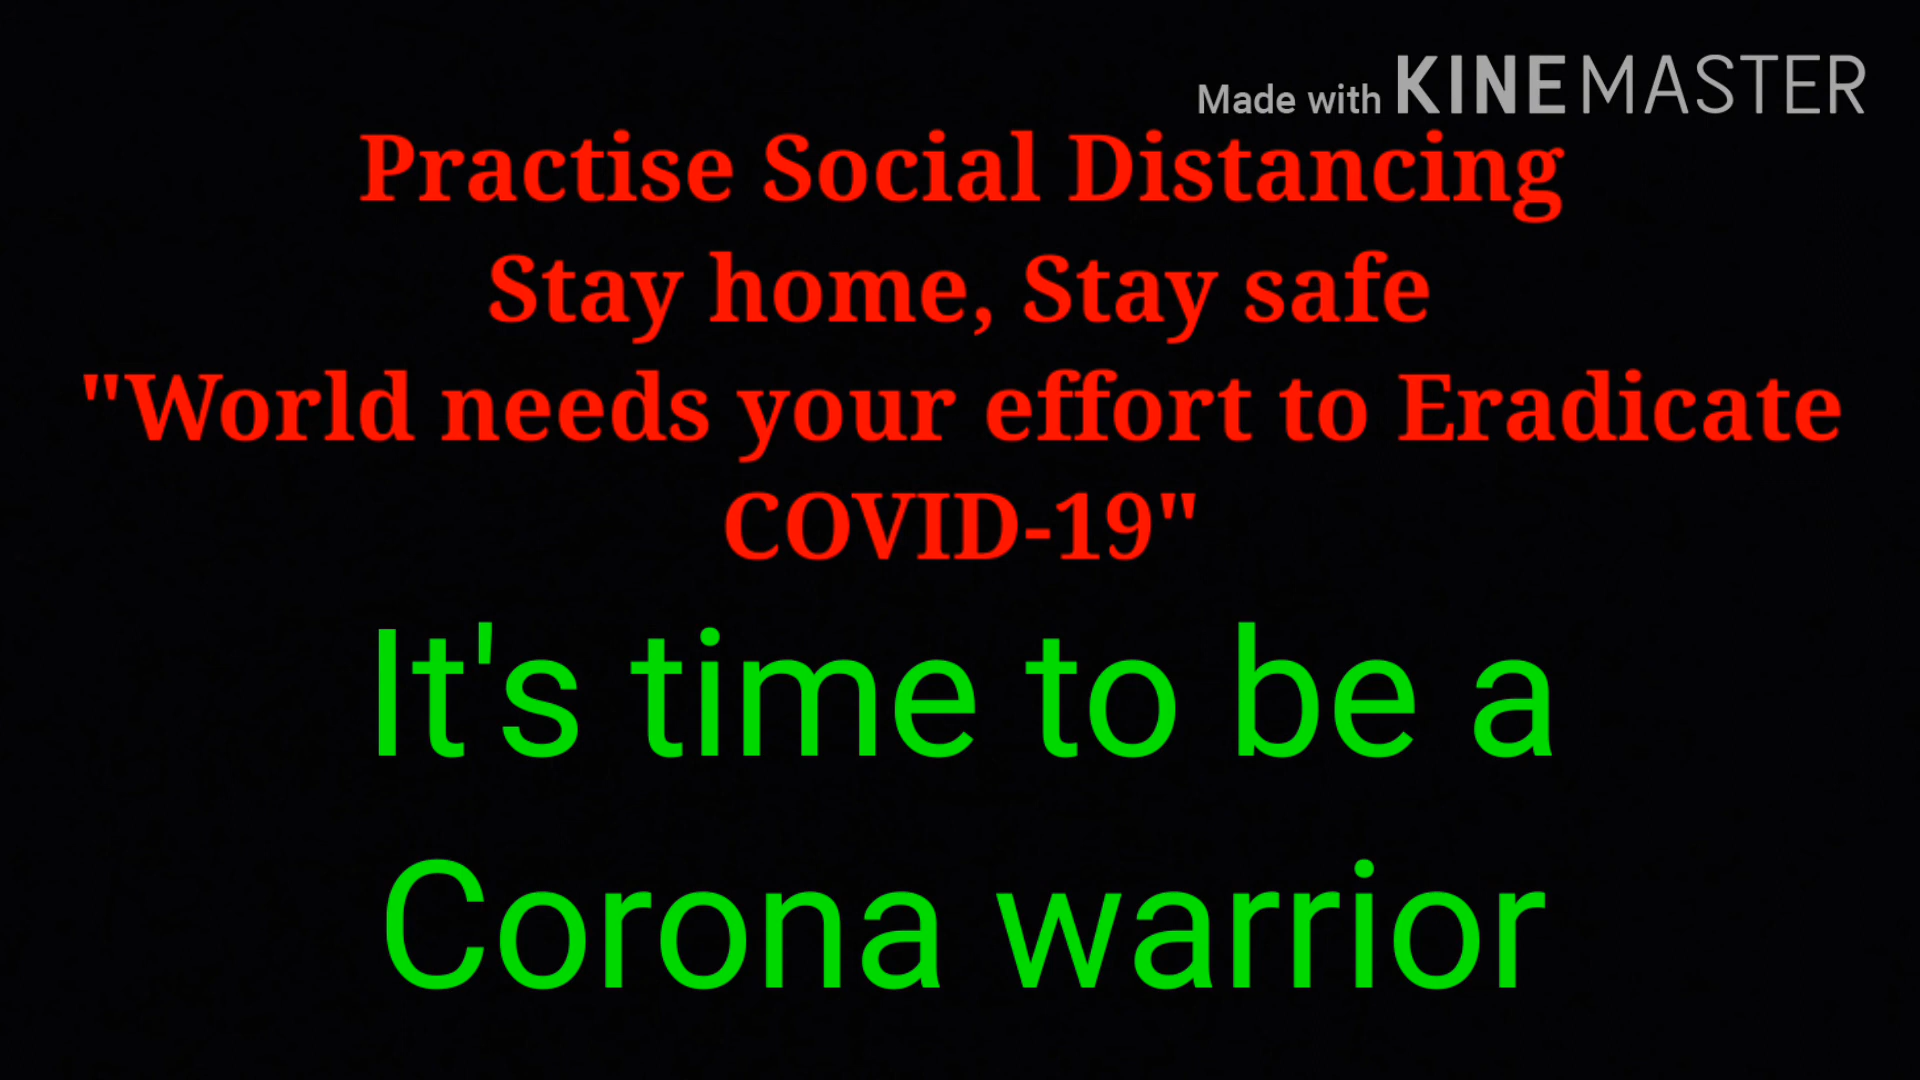 Made with KINEMASTER
Practise Social Distancing
Stay home, Stay safe
"World needs your effort to Eradicate
COVID-19"
It's time to be a
Corona warrior